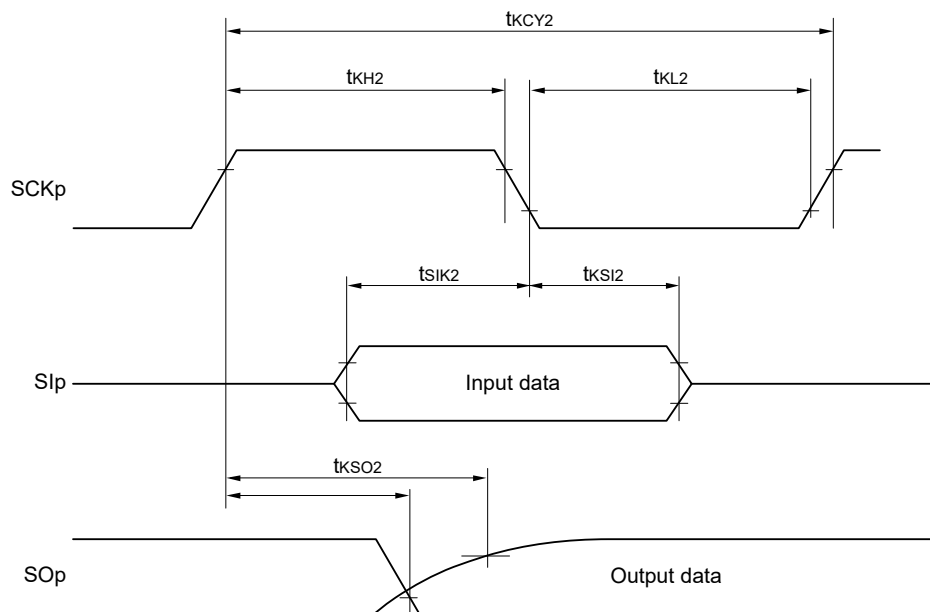 tKCY2
tKH2 tKL2
SCKp
tSIK2 tKSI2
SIp Input data
tKSO2
SOp Output data